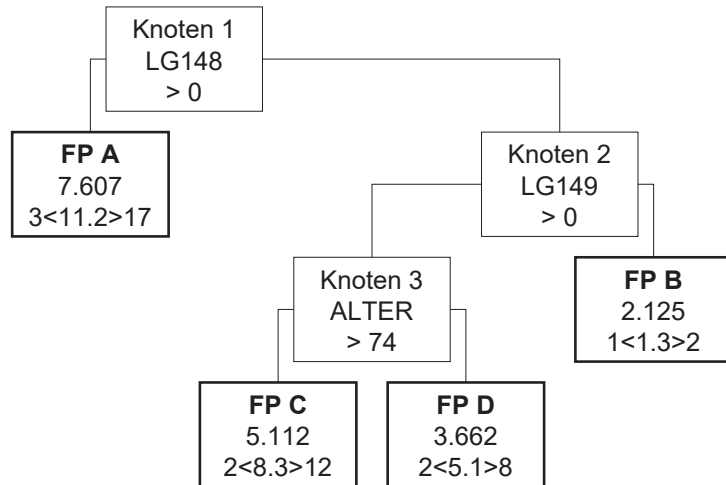 Knoten 1
LG148
> 0
FP A
7.607
3<11.2>17
Knoten 2
LG149
> 0
Knoten 3
ALTER
> 74
FP B
2.125
1<1.3>2
FP C
5.112
2<8.3>12
FP D
3.662
2<5.1>8